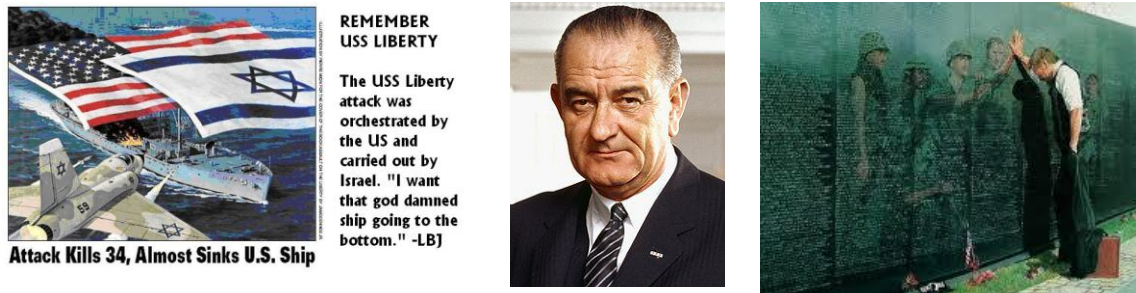 REMEMBER
USS LIBERTY
The USS Liberty
attack was
orchestrated by
the US and
carried out by
Israel. "I want
that god damned
ship going to the
bottom." -LBJ
59
Attack Kills 34, Almost Sinks U.S. Ship